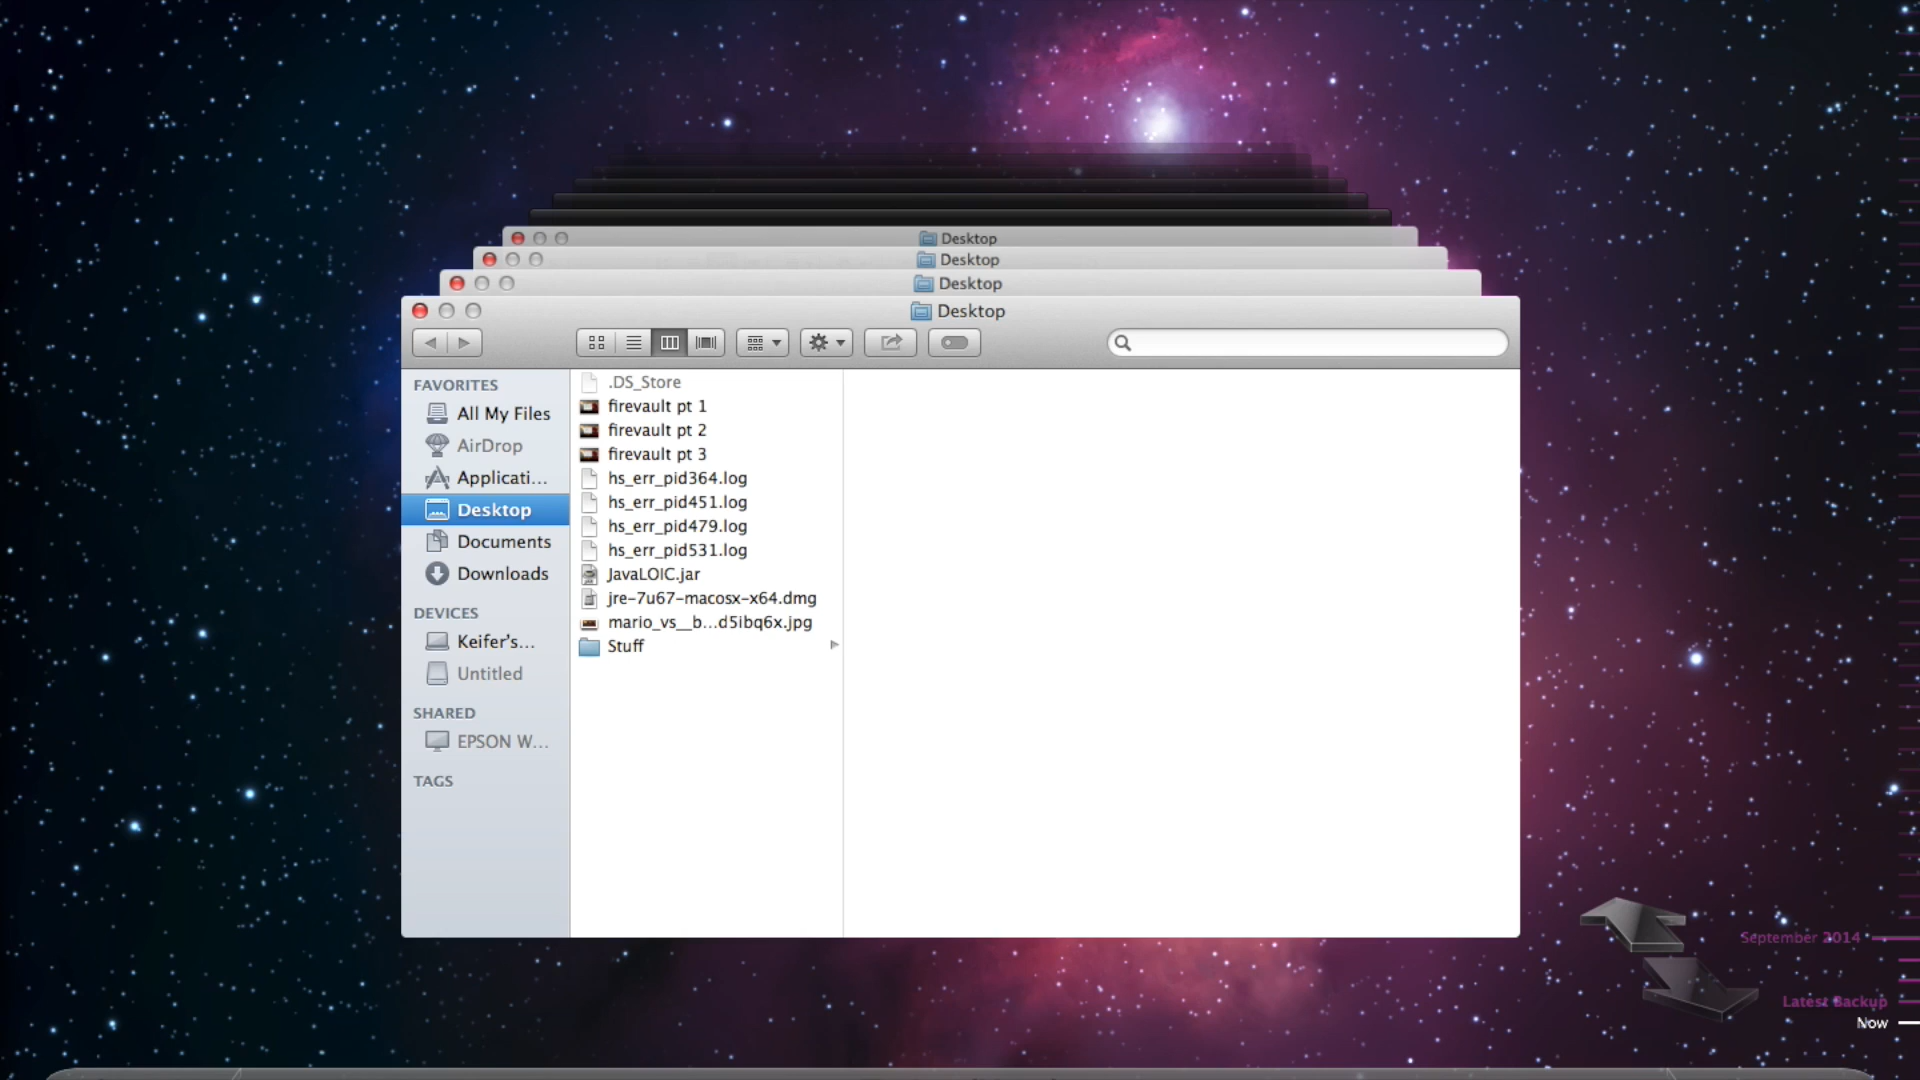 Desktop
Desktop
Desktop
Desktop
FAVORITES
All My Files
AirDrop
Applicati...
Desktop
Documents
Downloads
DEVICES
Keifer's...
Untitled
SHARED
EPSON W...
TAGS
.DS_Store
firevault pt 1
firevault pt 2
firevault pt 3
hs_err_pid364.log
hs_err_pid451.log
hs_err_pid479.log
hs_err_pid531.log
JavaLOIC.jar
jre-7u67-macosx-x64.dmg
mario_vs__b...d5ibq6x.jpg
Stuff
September 2014
Latest Backup
Now